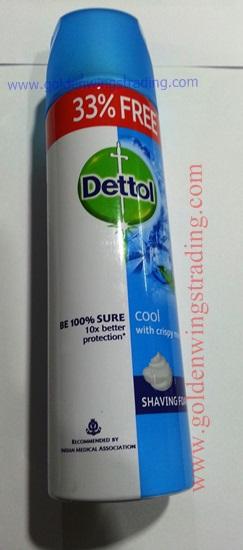 www.goldenwingstrading.com
33% FREE
Dettol
BE 100% SURE
10x better
protection*
cool
with crispy
SHAVING
RECOMMENDED BY
INDIAN MEDICAL ASSOCIATION
www.goldenwingstrading.com